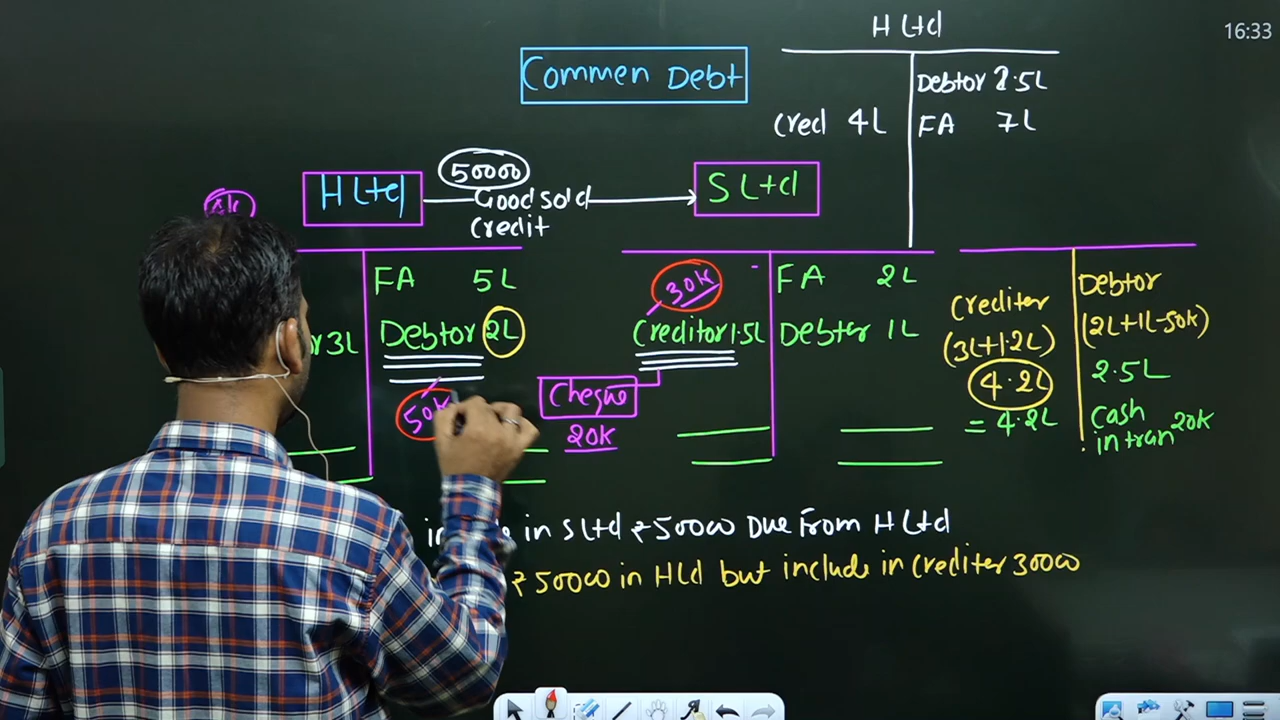 16:33
H Ltd
Commen Debt
Debtor 2.5L
Cred 4L
FA 7L
50000
H Ltd
Good sold
Credit
S Ltd
FA 5L
r 3L
Debtor 2L
50K
Cheque
20K
30K
Creditor 1.5L
FA 2L
Debtor 1L
Crediter
(3L+1.2L)
4.2L
= 4.2L
Debtor
(2L+1L-50K)
2.5L
Cash
in tran 20K
in S Ltd ₹50000 Due From H Ltd
₹50000 in HLd but include in Crediter 30000